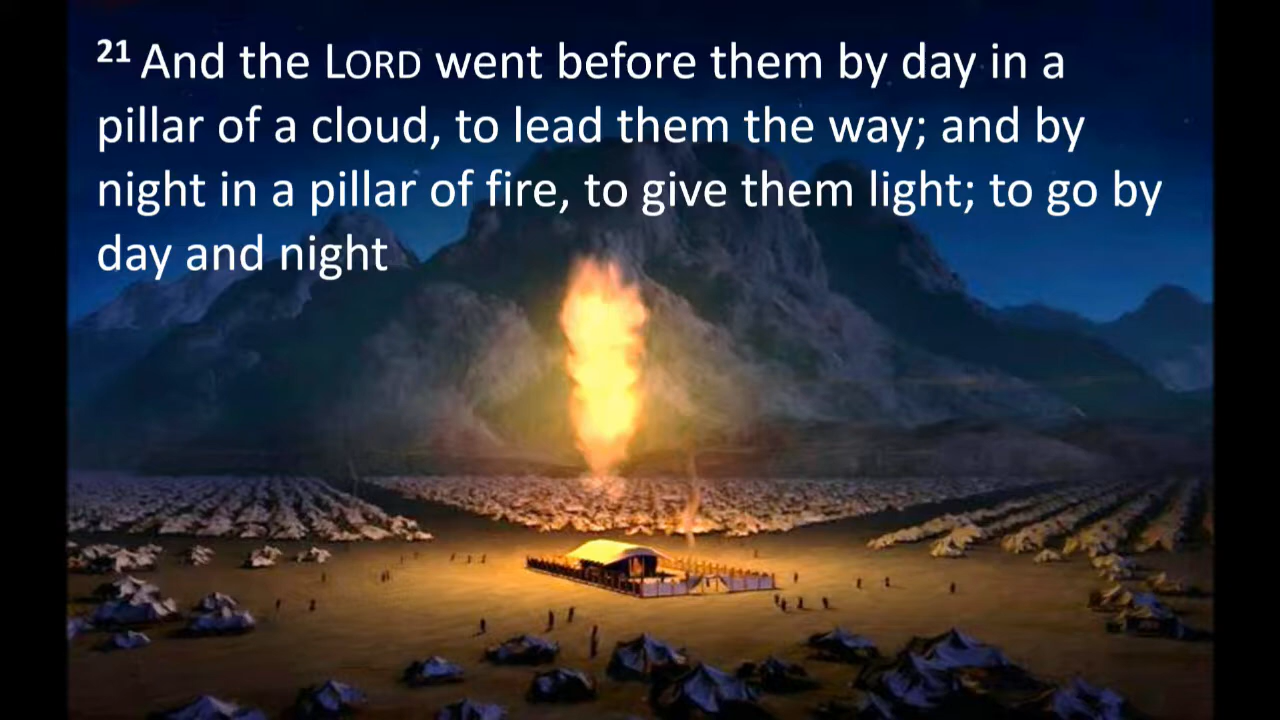 21 And the LORD went before them by day in a
pillar of a cloud, to lead them the way; and by
night in a pillar of fire, to give them light; to go by
day and night